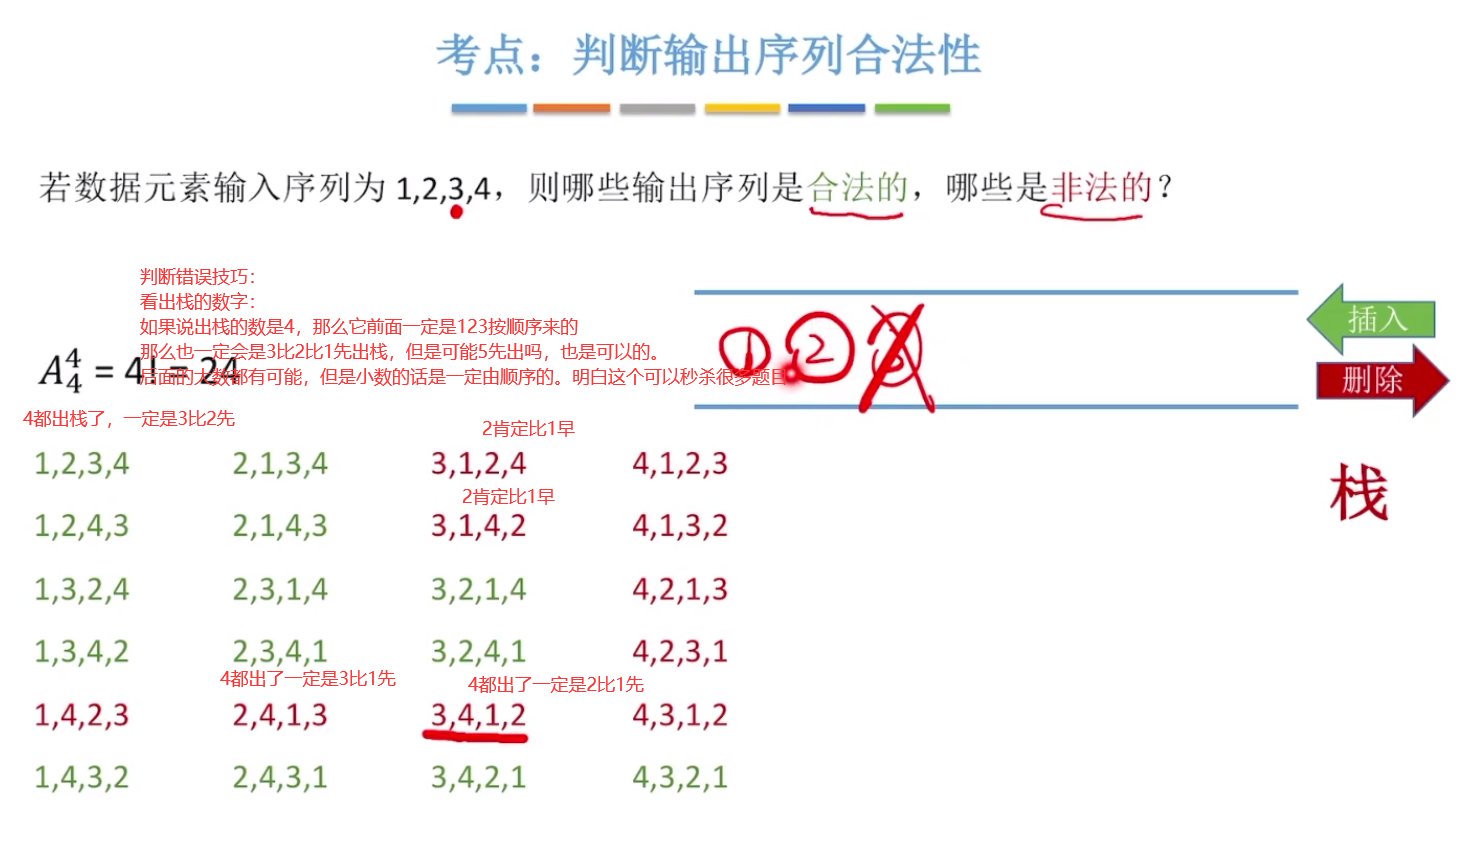 考点：判断输出序列合法性
若数据元素输入序列为 1,2,3,4，则哪些输出序列是合法的，哪些是非法的？
判断错误技巧：
看出栈的数字：
如果说出栈的数是4，那么它前面一定是123按顺序来的
那么也一定会是3比2比1先出栈，但是可能5先出吗，也是可以的。
后面的大数都有可能，但是小数的话是一定由顺序的。明白这个可以秒杀很多题目
A₄⁴ = 4! = 24
① ② ③
插入
删除
栈
4都出栈了，一定是3比2先
2肯定比1早
1,2,3,4 2,1,3,4 3,1,2,4 4,1,2,3
2肯定比1早
1,2,4,3 2,1,4,3 3,1,4,2 4,1,3,2
1,3,2,4 2,3,1,4 3,2,1,4 4,2,1,3
1,3,4,2 2,3,4,1 3,2,4,1 4,2,3,1
4都出了一定是3比1先 4都出了一定是2比1先
1,4,2,3 2,4,1,3 3,4,1,2 4,3,1,2
1,4,3,2 2,4,3,1 3,4,2,1 4,3,2,1